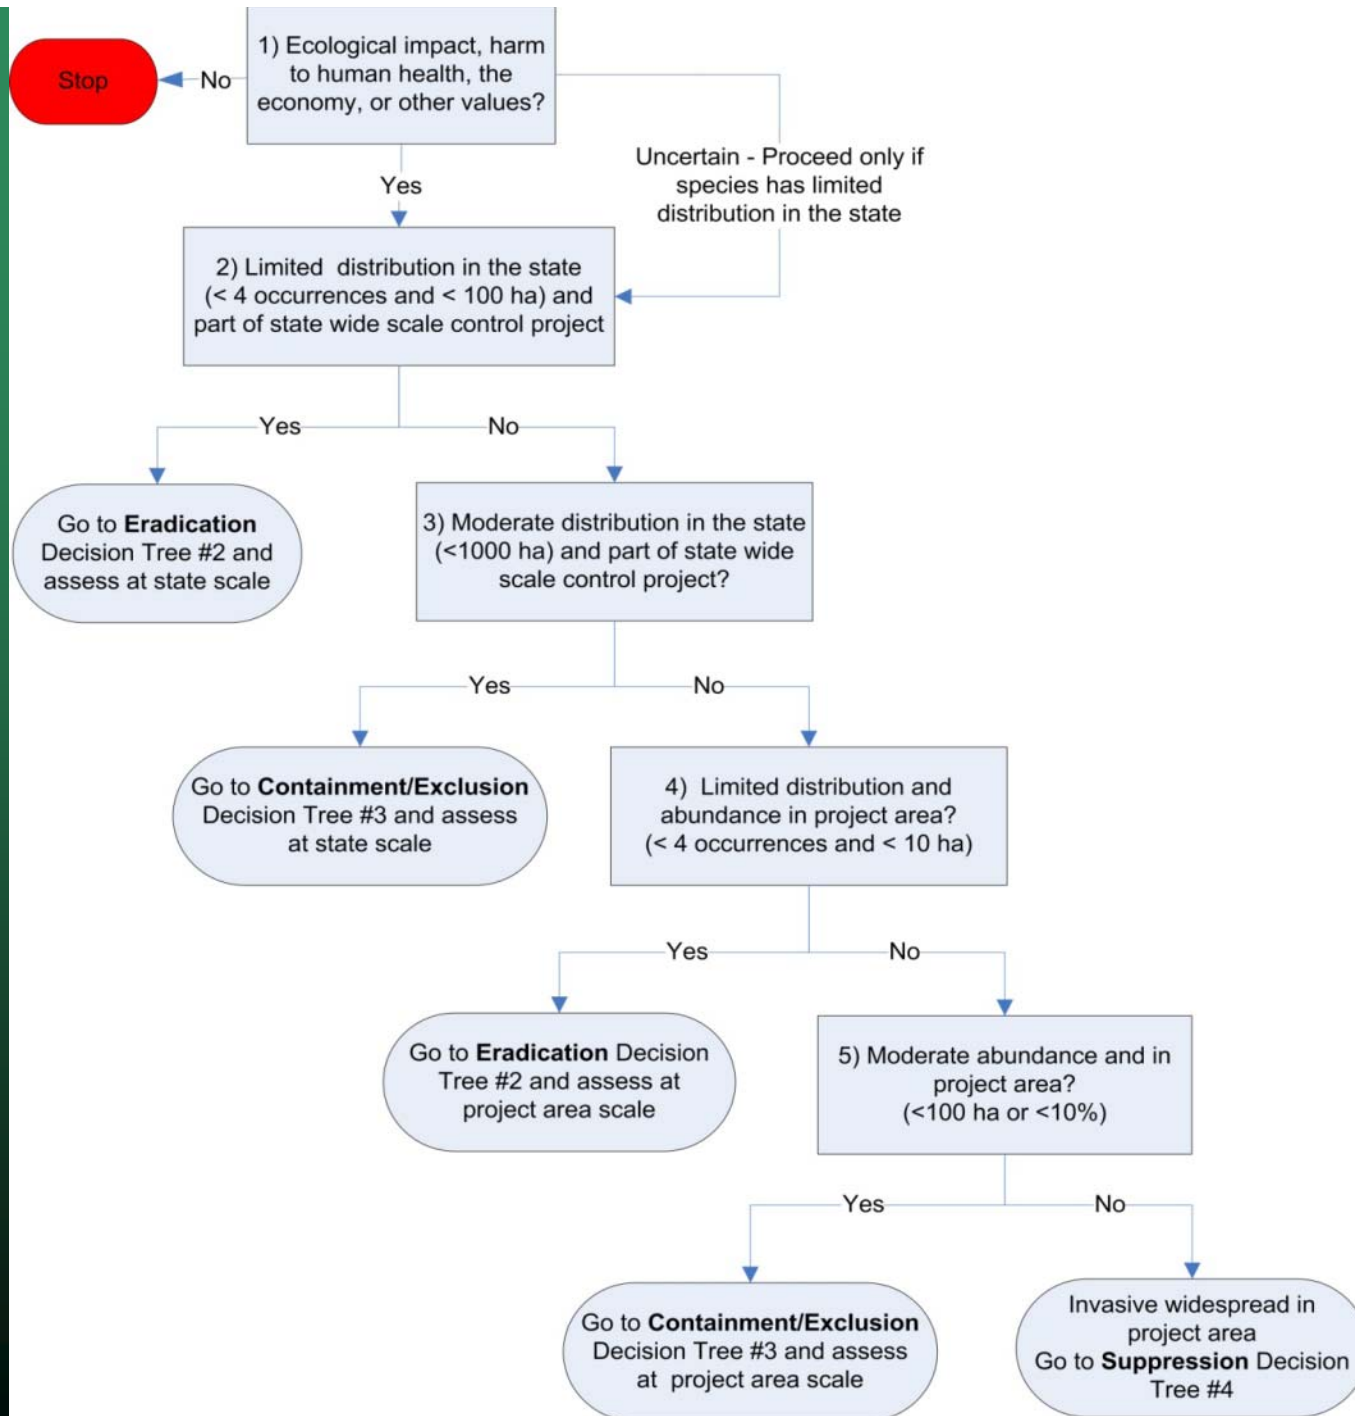 1) Ecological impact, harm
to human health, the
economy, or other values?
Stop
No
Uncertain - Proceed only if
species has limited
distribution in the state
Yes
2) Limited distribution in the state
(< 4 occurrences and < 100 ha) and
part of state wide scale control project
Yes
No
Go to Eradication
Decision Tree #2 and
assess at state scale
3) Moderate distribution in the state
(<1000 ha) and part of state wide
scale control project?
Yes
No
Go to Containment/Exclusion
Decision Tree #3 and assess
at state scale
4) Limited distribution and
abundance in project area?
(< 4 occurrences and < 10 ha)
Yes
No
Go to Eradication Decision
Tree #2 and assess at
project area scale
5) Moderate abundance and in
project area?
(<100 ha or <10%)
Yes
No
Go to Containment/Exclusion
Decision Tree #3 and assess
at project area scale
Invasive widespread in
project area
Go to Suppression Decision
Tree #4